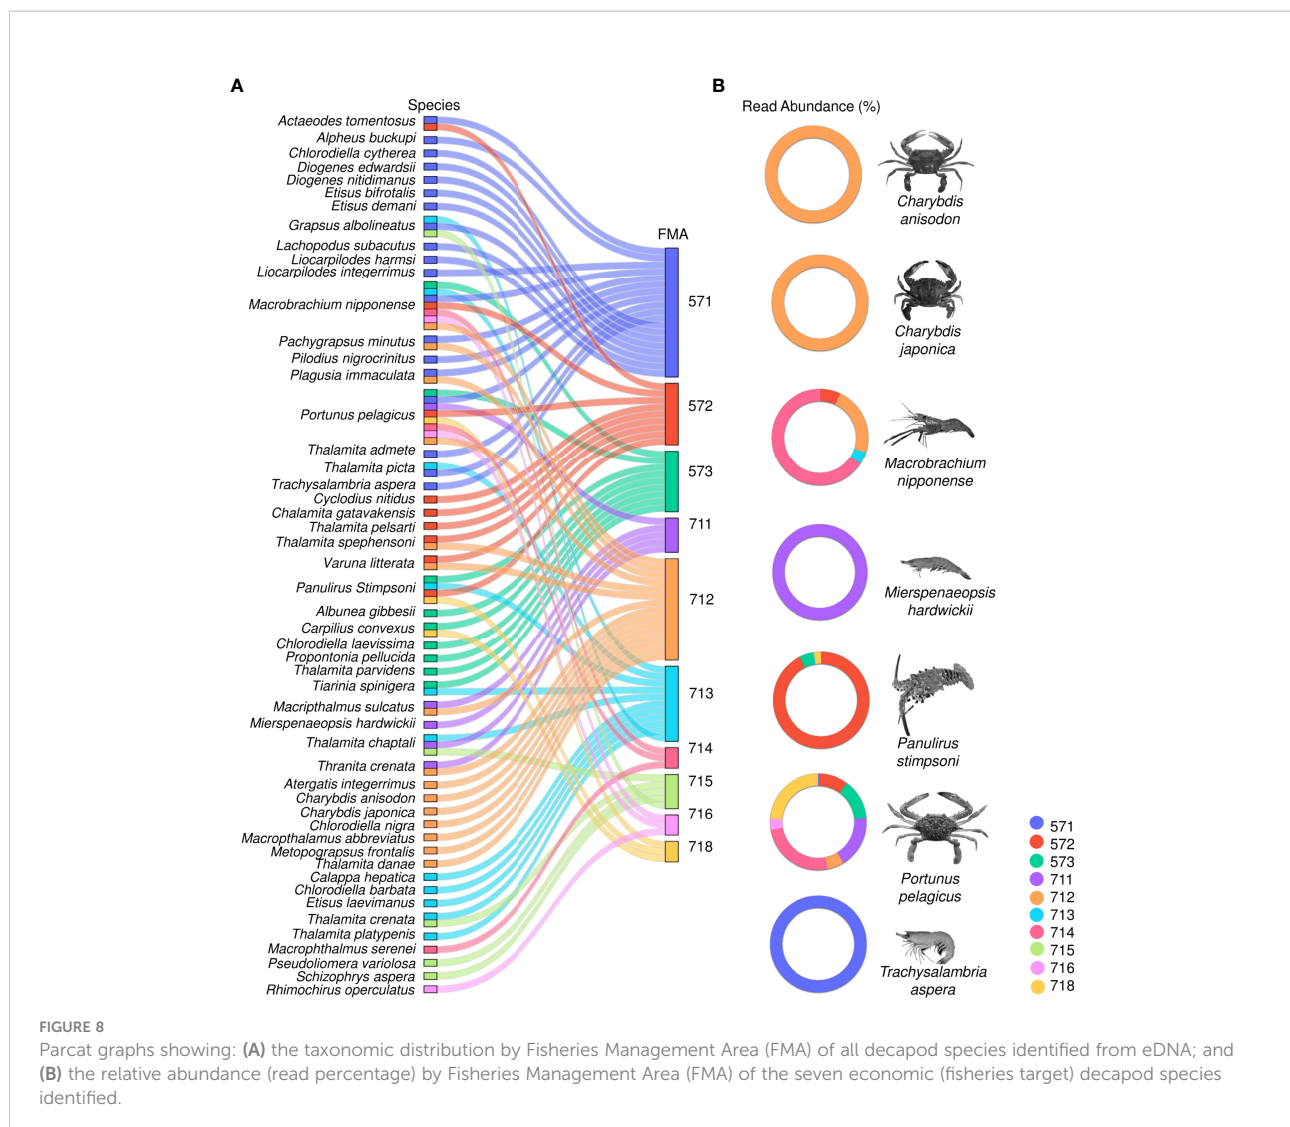 A
Species
Actaeodes tomentosus
Alpheus buckupi
Chlorodiella cytherea
Diogenes edwardsii
Diogenes nitidimanus
Etisus bifrotalis
Etisus demani
Grapsus albolineatus
Lachopodus subacutus
Liocarpilodes harmsi
Liocarpilodes integerrimus
Macrobrachium nipponense
Pachygrapsus minutus
Pilodius nigrocrinitus
Plagusia immaculata
Portunus pelagicus
Thalamita admete
Thalamita picta
Trachysalambria aspera
Cyclodius nitidus
Chalamita gatavakensis
Thalamita pelsarti
Thalamita spephensoni
Varuna litterata
Panulirus Stimpsoni
Albunea gibbesii
Carpilius convexus
Chlorodiella laevissima
Propontonia pellucida
Thalamita parvidens
Tiarinia spinigera
Macripthalmus sulcatus
Mierspenaeopsis hardwickii
Thalamita chaptali
Thranita crenata
Atergatis integerrimus
Charybdis anisodon
Charybdis japonica
Chlorodiella nigra
Macropthalamus abbreviatus
Metopograpsus frontalis
Thalamita danae
Calappa hepatica
Chlorodiella barbata
Etisus laevimanus
Thalamita crenata
Thalamita platypenis
Macrophthalmus serenei
Pseudoliomera variolosa
Schizophrys aspera
Rhimochirus operculatus
FMA
571
572
573
711
712
713
714
715
716
718
B
Read Abundance (%)
Charybdis
anisodon
Charybdis
japonica
Macrobrachium
nipponense
Mierspenaeopsis
hardwickii
Panulirus
stimpsoni
Portunus
pelagicus
Trachysalambria
aspera
571
572
573
711
712
713
714
715
716
718
FIGURE 8
Parcat graphs showing: (A) the taxonomic distribution by Fisheries Management Area (FMA) of all decapod species identified from eDNA; and
(B) the relative abundance (read percentage) by Fisheries Management Area (FMA) of the seven economic (fisheries target) decapod species
identified.